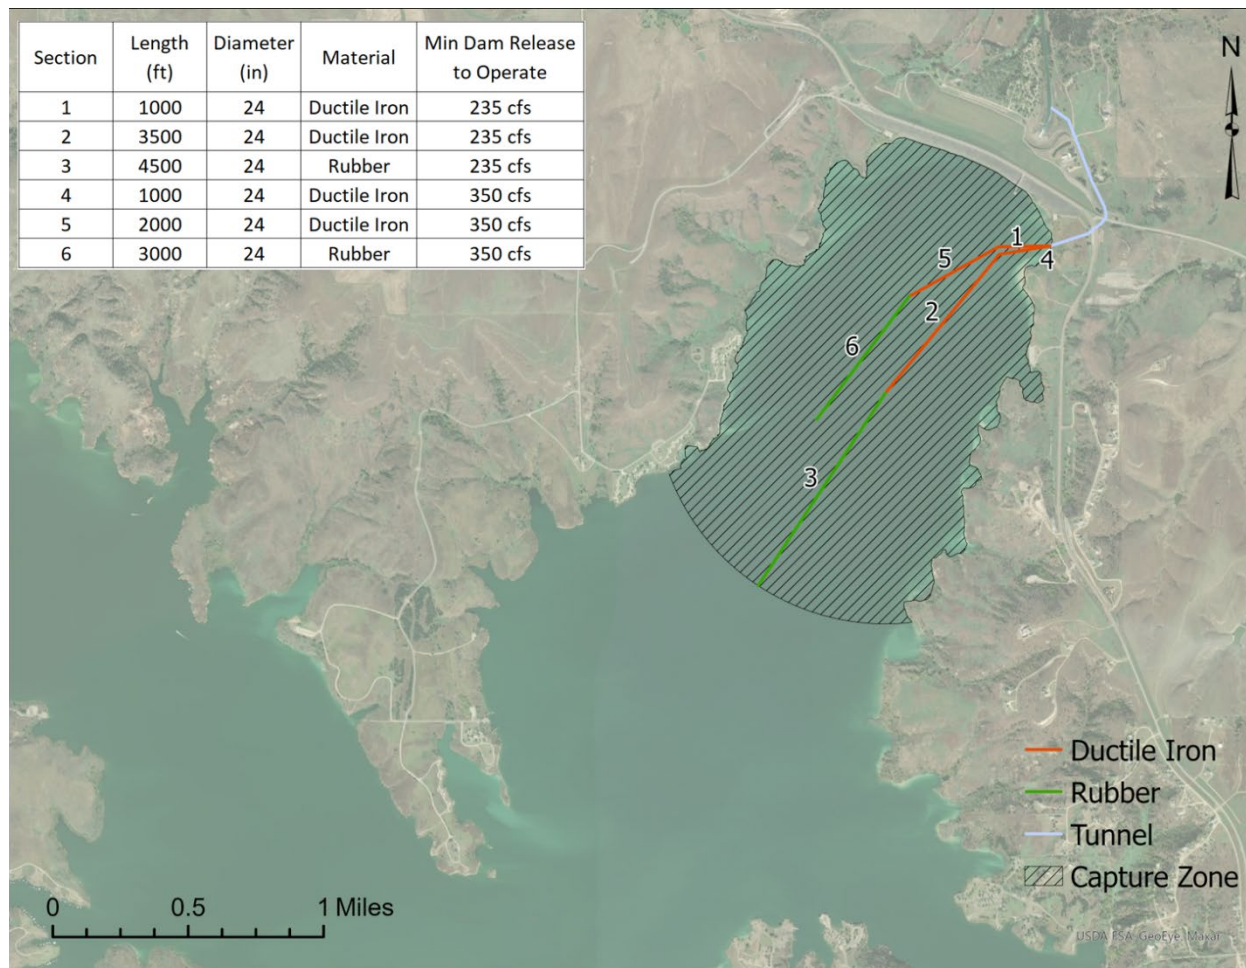 Section Length (ft) Diameter (in) Material Min Dam Release to Operate
1 1000 24 Ductile Iron 235 cfs
2 3500 24 Ductile Iron 235 cfs
3 4500 24 Rubber 235 cfs
4 1000 24 Ductile Iron 350 cfs
5 2000 24 Ductile Iron 350 cfs
6 3000 24 Rubber 350 cfs
N
1
5
4
2
6
3
Ductile Iron
Rubber
Tunnel
Capture Zone
0 0.5 1 Miles
USDA FSA, GeoEye, Maxar